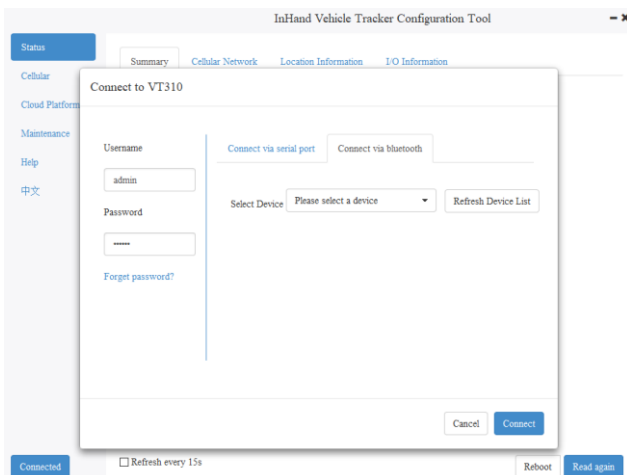 InHand Vehicle Tracker Configuration Tool
Status
Summary
Cellular Network
Location Information
I/O Information
Cellular
Cloud Platform
Maintenance
Help
中文
Connect to VT310
Username
admin
Password
••••••
Forget password?
Connect via serial port
Connect via bluetooth
Select Device
Please select a device
Refresh Device List
Cancel
Connect
Connected
Refresh every 15s
Reboot
Read again